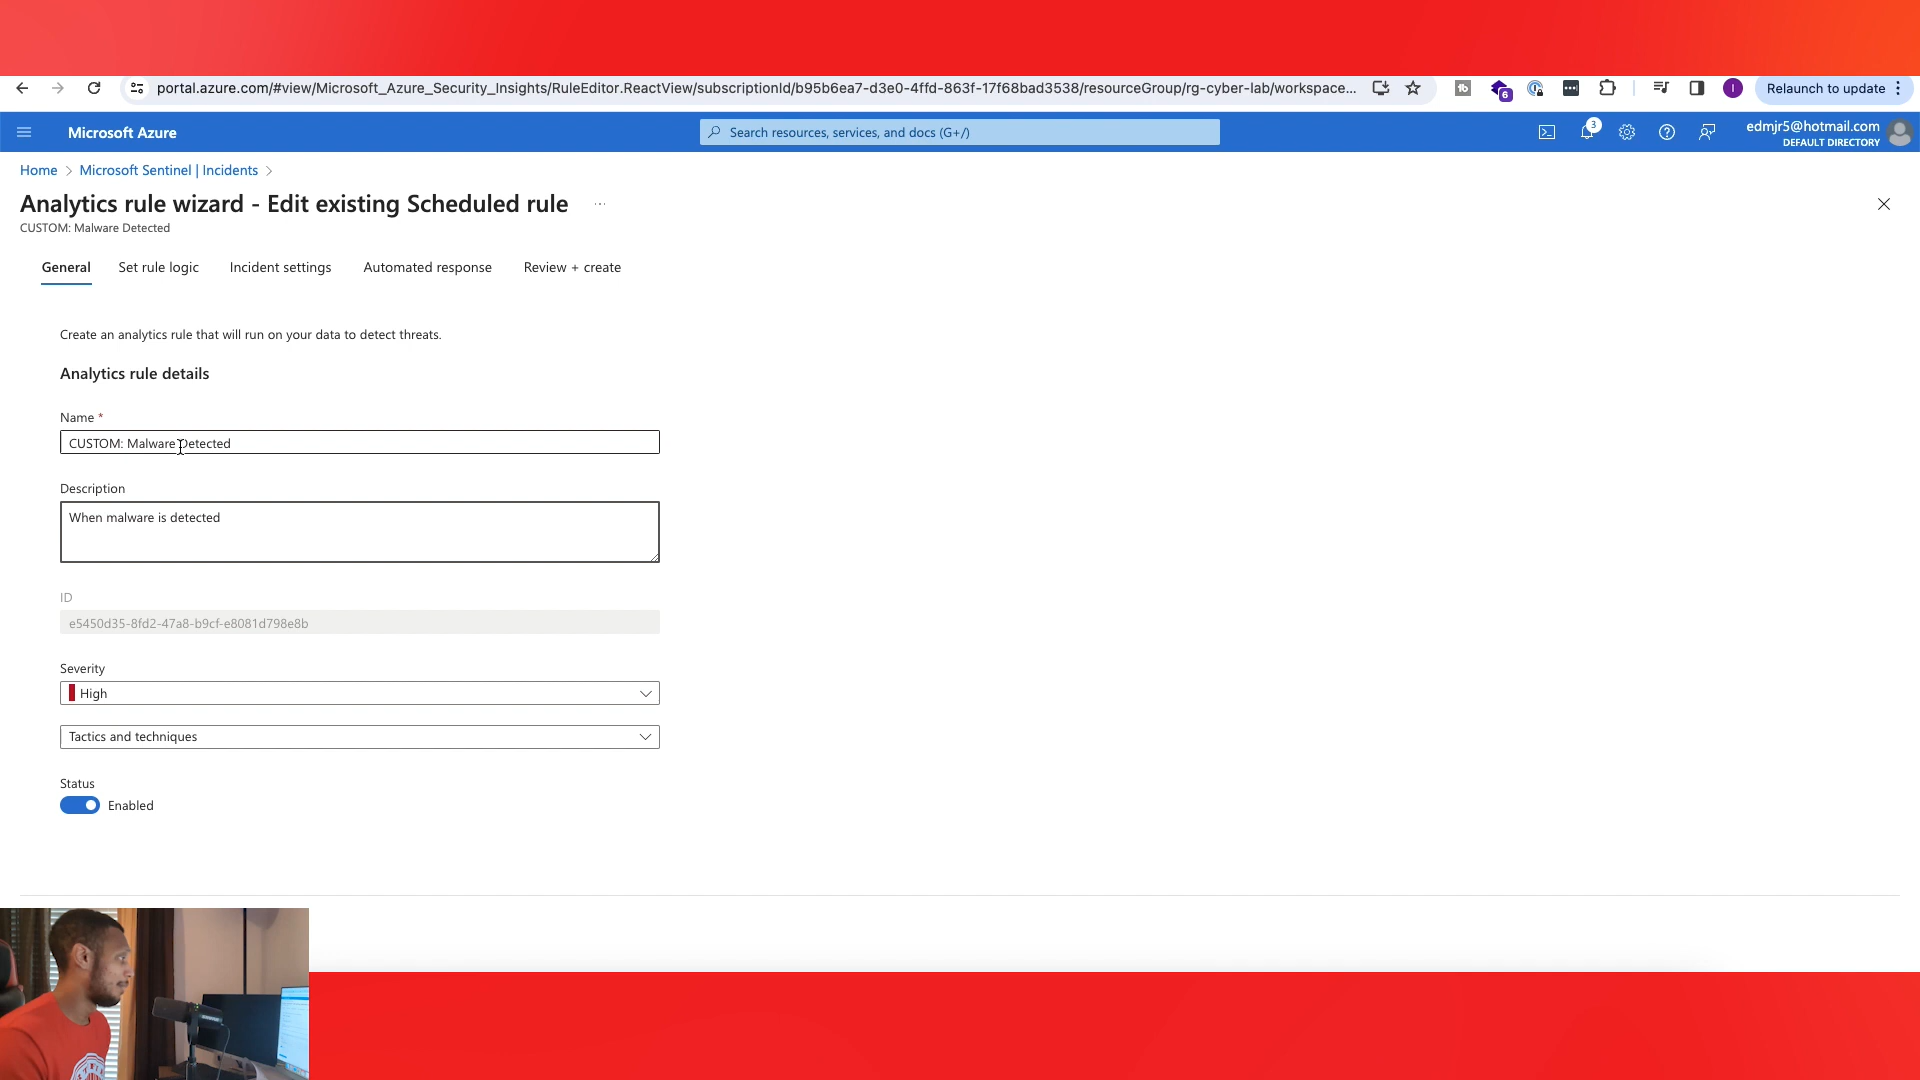 portal.azure.com/#view/Microsoft_Azure_Security_Insights/RuleEditor.ReactView/subscriptionId/b95b6ea7-d3e0-4ffd-863f-17f68bad3538/resourceGroup/rg-cyber-lab/workspace...
6
I
Relaunch to update
Microsoft Azure
Search resources, services, and docs (G+/)
3
edmjr5@hotmail.com
DEFAULT DIRECTORY
Home > Microsoft Sentinel | Incidents >
Analytics rule wizard - Edit existing Scheduled rule ...
CUSTOM: Malware Detected
General Set rule logic Incident settings Automated response Review + create
Create an analytics rule that will run on your data to detect threats.
Analytics rule details
Name *
CUSTOM: Malware Detected
Description
When malware is detected
ID
e5450d35-8fd2-47a8-b9cf-e8081d798e8b
Severity
High
Tactics and techniques
Status
Enabled